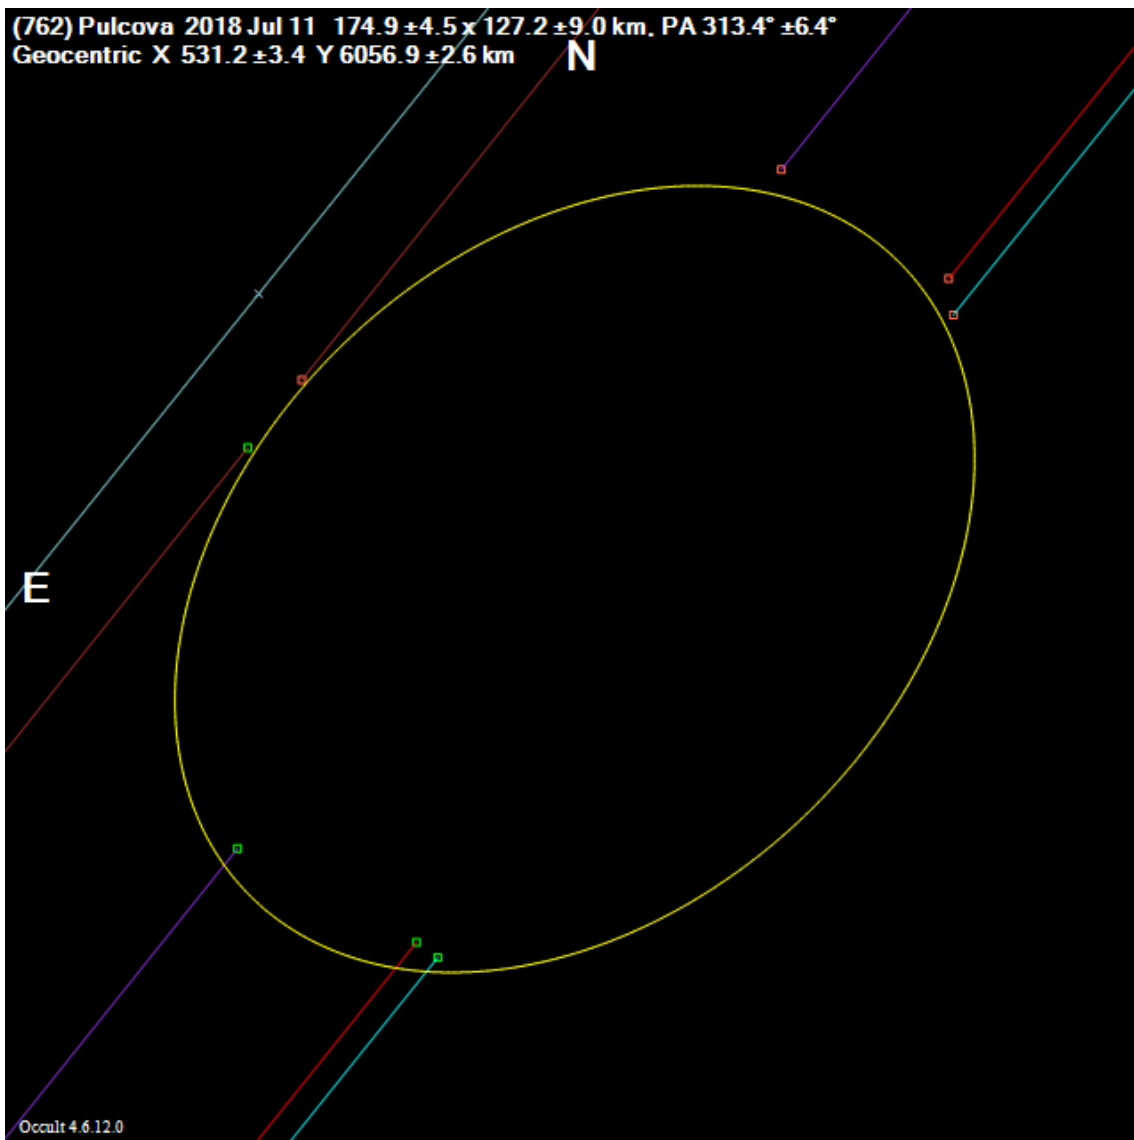 (762) Pulcova 2018 Jul 11 174.9 ±4.5 x 127.2 ±9.0 km, PA 313.4° ±6.4°
Geocentric X 531.2 ±3.4 Y 6056.9 ±2.6 km
N
E
Occult 4.6.12.0